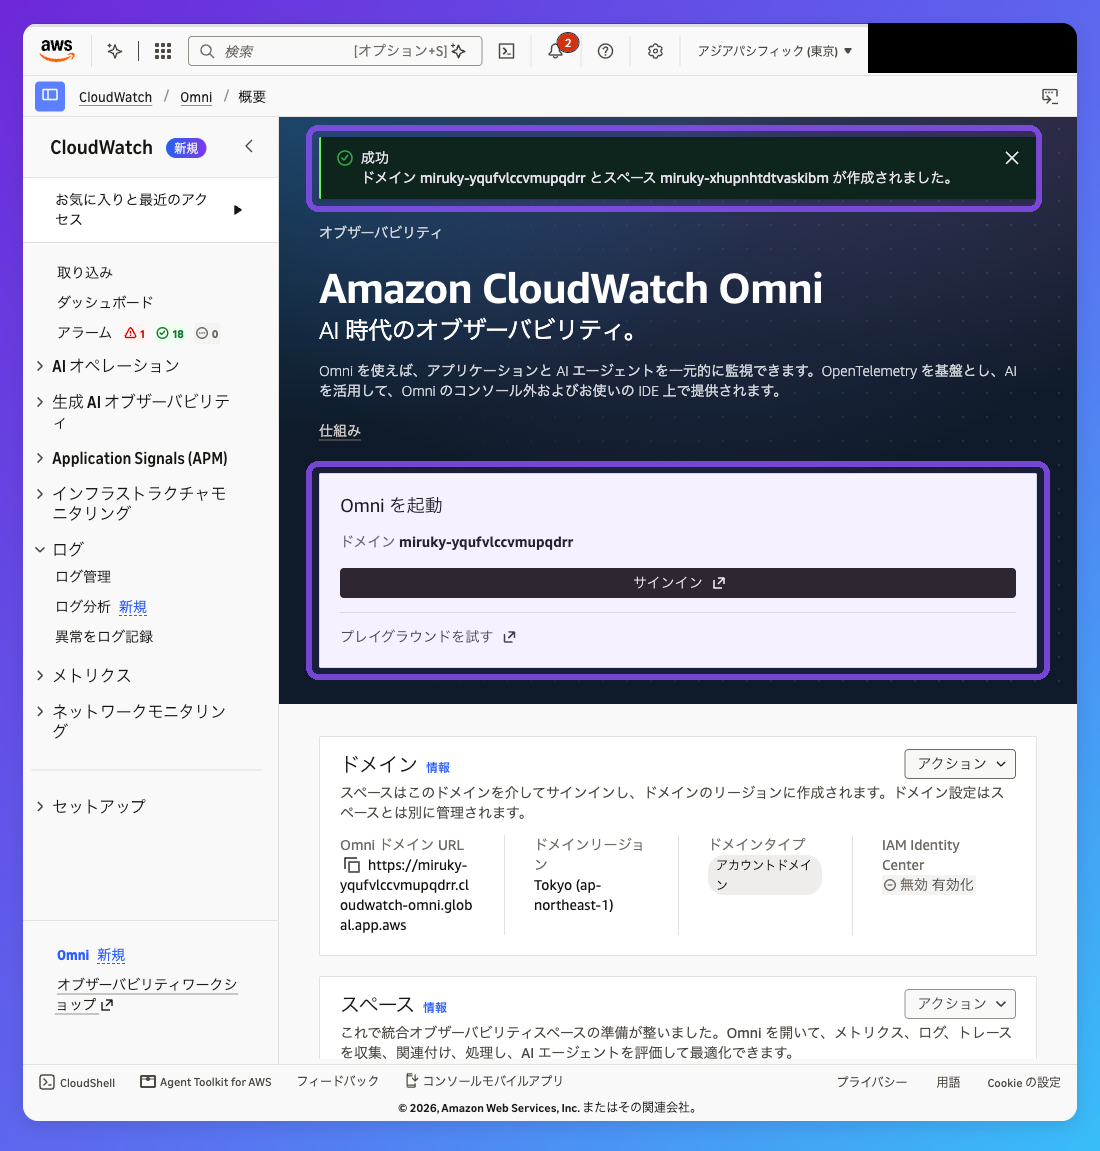 aws
検索 [オプション+S]
2
アジアパシフィック (東京) ▼
CloudWatch / Omni / 概要
CloudWatch 新規
お気に入りと最近のアク
セス
取り込み
ダッシュボード
アラーム 1 18 0
AI オペレーション
生成 AI オブザーバビリテ
ィ
Application Signals (APM)
インフラストラクチャモ
ニタリング
ログ
ログ管理
ログ分析 新規
異常をログ記録
メトリクス
ネットワークモニタリン
グ
セットアップ
Omni 新規
オブザーバビリティワークシ
ョップ
成功
ドメイン miruky-yqufvlccvmupqdrr とスペース miruky-xhupnhtdtvaskibm が作成されました。
オブザーバビリティ
Amazon CloudWatch Omni
AI 時代のオブザーバビリティ。
Omni を使えば、アプリケーションと AI エージェントを一元的に監視できます。OpenTelemetry を基盤とし、AI
を活用して、Omni のコンソール外およびお使いの IDE 上で提供されます。
仕組み
Omni を起動
ドメイン miruky-yqufvlccvmupqdrr
サインイン
プレイグラウンドを試す
ドメイン 情報
アクション
スペースはこのドメインを介してサインインし、ドメインのリージョンに作成されます。ドメイン設定はス
ペースとは別に管理されます。
Omni ドメイン URL
https://miruky-
yqufvlccvmupqdrr.cl
oudwatch-omni.glob
al.app.aws
ドメインリージョ
ン
Tokyo (ap-
northeast-1)
ドメインタイプ
アカウントドメイ
ン
IAM Identity
Center
無効 有効化
スペース 情報
アクション
これで統合オブザーバビリティスペースの準備が整いました。Omni を開いて、メトリクス、ログ、トレース
を収集、関連付け、処理し、AI エージェントを評価して最適化できます。
CloudShell Agent Toolkit for AWS フィードバック コンソールモバイルアプリ プライバシー 用語 Cookie の設定
© 2026, Amazon Web Services, Inc. またはその関連会社。